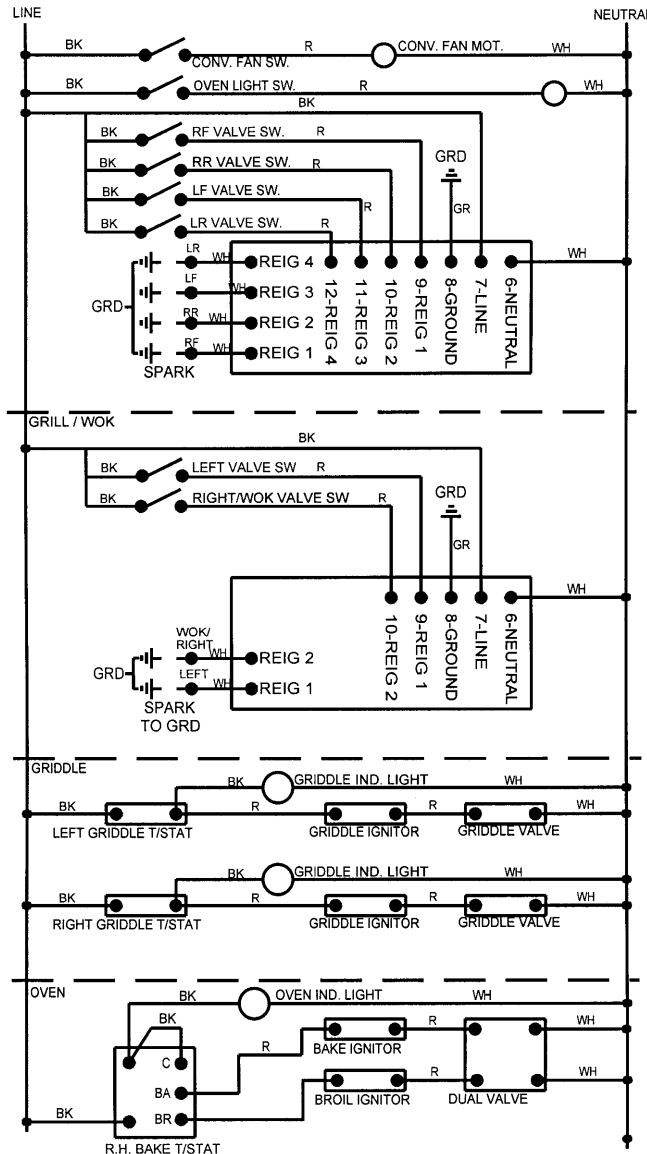 LINE NEUTRAL
BK R CONV. FAN MOT. WH
CONV. FAN SW.
BK OVEN LIGHT SW. R WH
BK
BK RF VALVE SW. R GRD
BK RR VALVE SW. R
BK LF VALVE SW. R GR
BK LR VALVE SW. R
LR WH REIG 4 WH
LF WH REIG 3
GRD
RR WH REIG 2
RF WH REIG 1
SPARK
12-REIG 4
11-REIG 3
10-REIG 2
9-REIG 1
8-GROUND
7-LINE
6-NEUTRAL
GRILL / WOK
BK
BK LEFT VALVE SW R
BK RIGHT/WOK VALVE SW R GRD
GR
WH
10-REIG 2
9-REIG 1
8-GROUND
7-LINE
6-NEUTRAL
WOK/
RIGHT WH REIG 2
GRD
LEFT WH REIG 1
SPARK
TO GRD
GRIDDLE
BK GRIDDLE IND. LIGHT WH
BK R R WH
LEFT GRIDDLE T/STAT GRIDDLE IGNITOR GRIDDLE VALVE
BK GRIDDLE IND. LIGHT WH
BK R R WH
RIGHT GRIDDLE T/STAT GRIDDLE IGNITOR GRIDDLE VALVE
OVEN
BK OVEN IND. LIGHT WH
BK R WH
R BAKE IGNITOR
C
BA R WH
BK BR BROIL IGNITOR DUAL VALVE
R.H. BAKE T/STAT